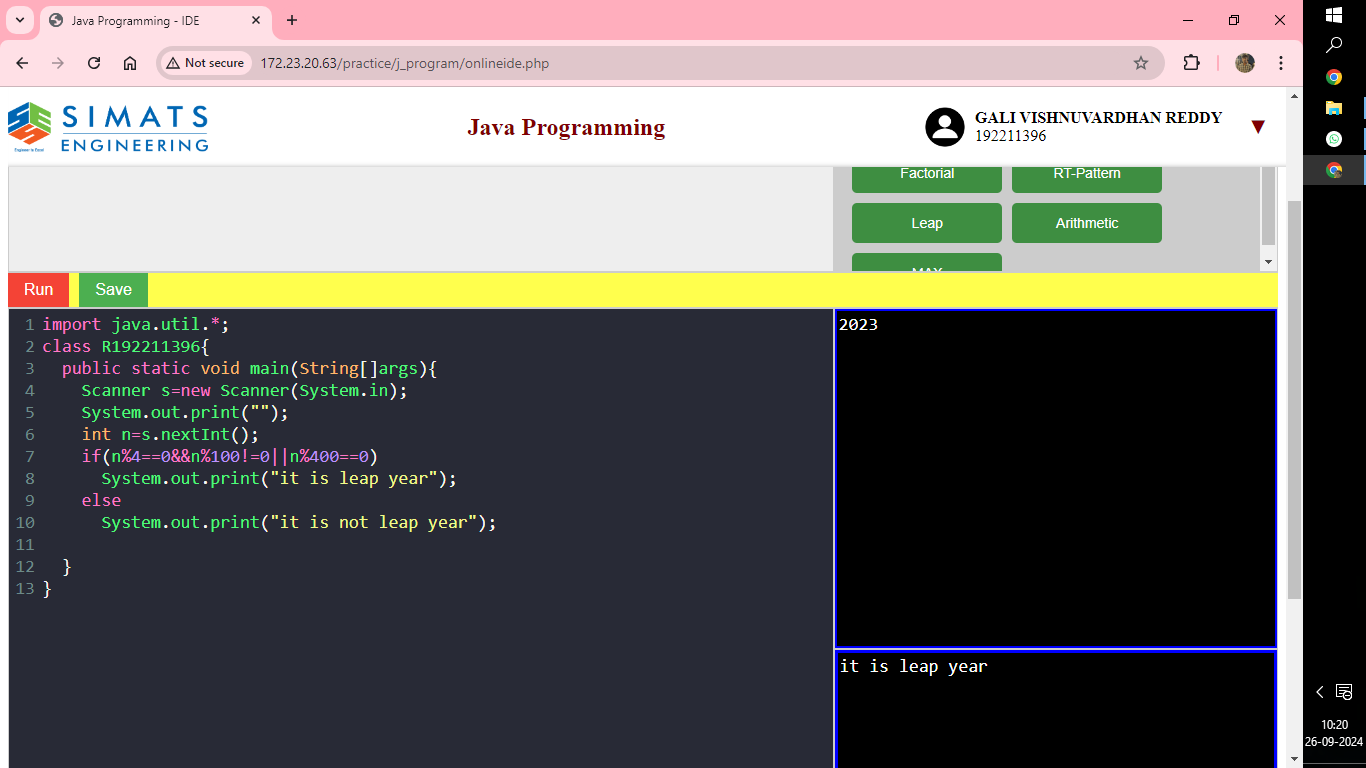 Java Programming - IDE
Not secure
172.23.20.63/practice/j_program/onlineide.php
SIMATS
ENGINEERING
Engineer to Excel
Java Programming
GALI VISHNUVARDHAN REDDY
192211396
Factorial
RT-Pattern
Leap
Arithmetic
MAX
Run
Save
1 import java.util.*;
2 class R192211396{
3   public static void main(String[]args){
4     Scanner s=new Scanner(System.in);
5     System.out.print("");
6     int n=s.nextInt();
7     if(n%4==0&&n%100!=0||n%400==0)
8       System.out.print("it is leap year");
9     else
10       System.out.print("it is not leap year");
11
12   }
13 }
2023
it is leap year
10:20
26-09-2024